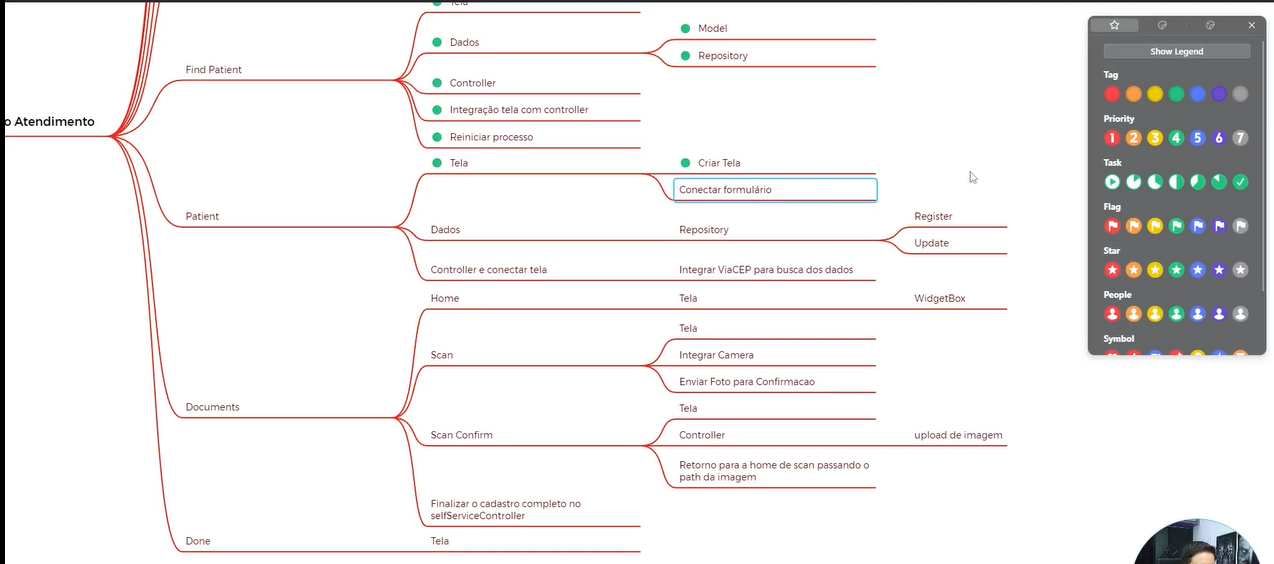 Tela
Dados
Model
Repository
Find Patient
Controller
Integração tela com controller
Reiniciar processo
o Atendimento
Tela
Criar Tela
Conectar formulário
Patient
Dados
Repository
Register
Update
Controller e conectar tela
Integrar ViaCEP para busca dos dados
Home
Tela
WidgetBox
Scan
Tela
Integrar Camera
Enviar Foto para Confirmacao
Documents
Scan Confirm
Tela
Controller
upload de imagem
Retorno para a home de scan passando o
path da imagem
Finalizar o cadastro completo no
selfServiceController
Done
Tela
Show Legend
Tag
Priority
1 2 3 4 5 6 7
Task
Flag
Star
People
Symbol